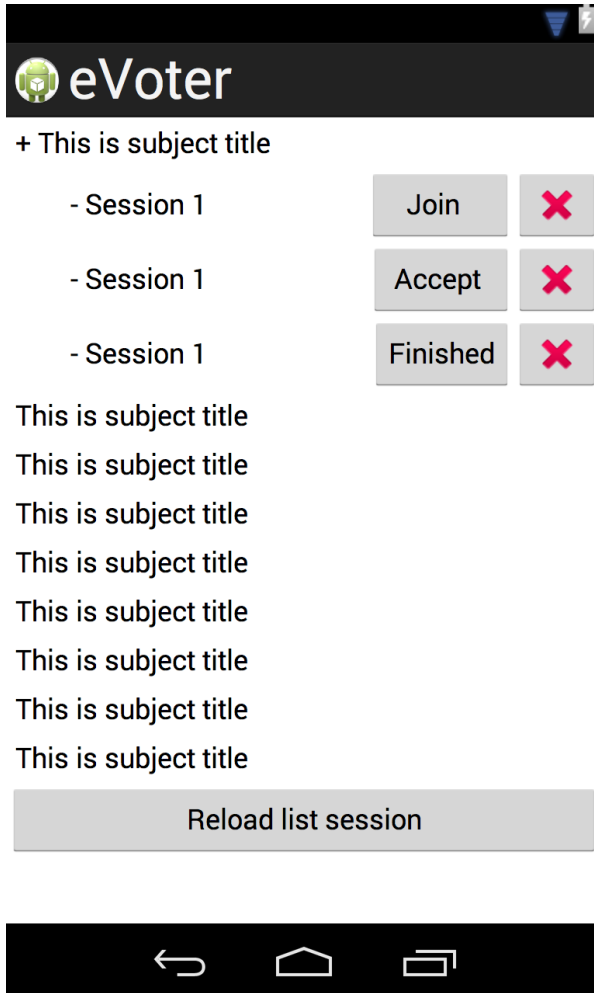 eVoter
+ This is subject title
- Session 1 Join
- Session 1 Accept
- Session 1 Finished
This is subject title
This is subject title
This is subject title
This is subject title
This is subject title
This is subject title
This is subject title
This is subject title
Reload list session